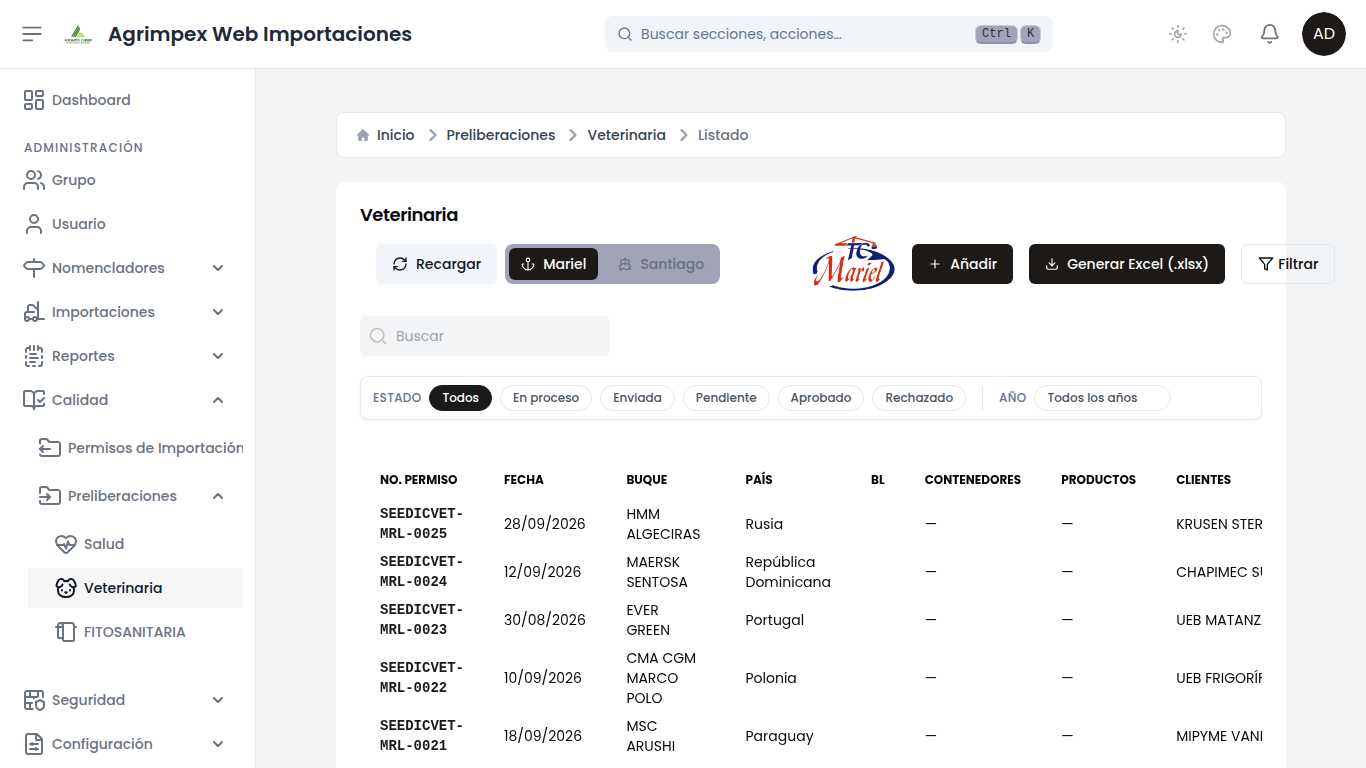 Agrimpex Web Importaciones
Buscar secciones, acciones…
Ctrl K
AD
Dashboard
ADMINISTRACIÓN
Grupo
Usuario
Nomencladores
Importaciones
Reportes
Calidad
Permisos de Importación
Preliberaciones
Salud
Veterinaria
FITOSANITARIA
Seguridad
Configuración
Inicio > Preliberaciones > Veterinaria > Listado
Veterinaria
Recargar
Mariel
Santiago
TC Mariel
Añadir
Generar Excel (.xlsx)
Filtrar
Buscar
ESTADO Todos En proceso Enviada Pendiente Aprobado Rechazado AÑO Todos los años
NO. PERMISO FECHA BUQUE PAÍS BL CONTENEDORES PRODUCTOS CLIENTES
SEEDICVET-MRL-0025 28/09/2026 HMM ALGECIRAS Rusia — — KRUSEN STER
SEEDICVET-MRL-0024 12/09/2026 MAERSK SENTOSA República Dominicana — — CHAPIMEC SU
SEEDICVET-MRL-0023 30/08/2026 EVER GREEN Portugal — — UEB MATANZ
SEEDICVET-MRL-0022 10/09/2026 CMA CGM MARCO POLO Polonia — — UEB FRIGORÍF
SEEDICVET-MRL-0021 18/09/2026 MSC ARUSHI Paraguay — — MIPYME VANI